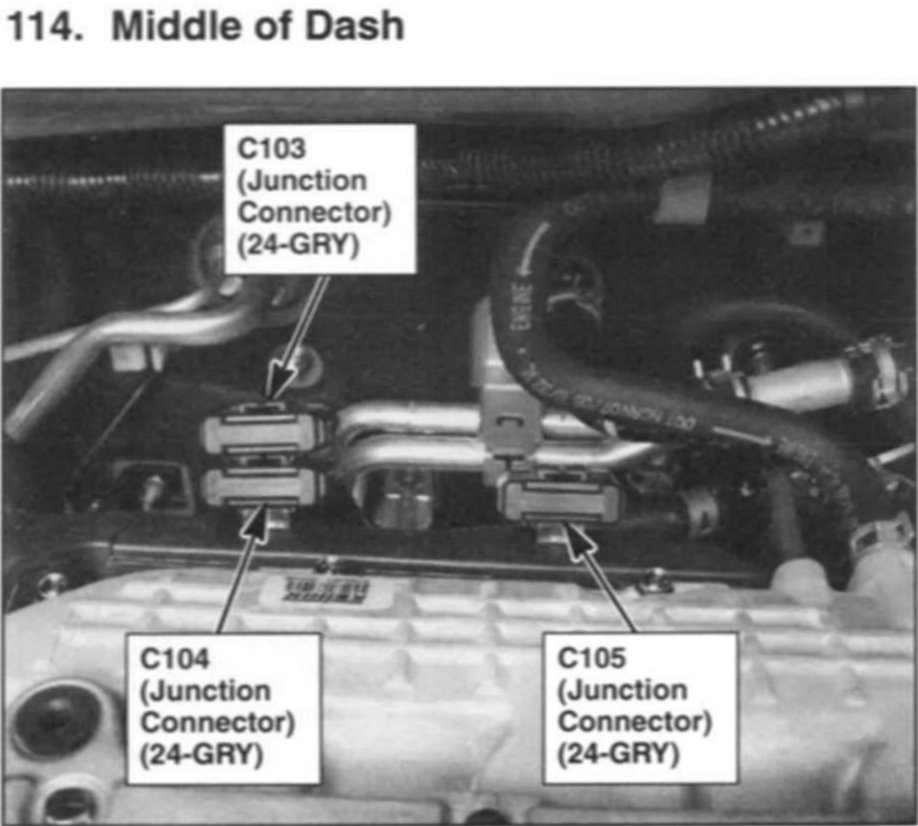 114. Middle of Dash
C103
(Junction
Connector)
(24-GRY)
ENGINE
C104
(Junction
Connector)
(24-GRY)
C105
(Junction
Connector)
(24-GRY)